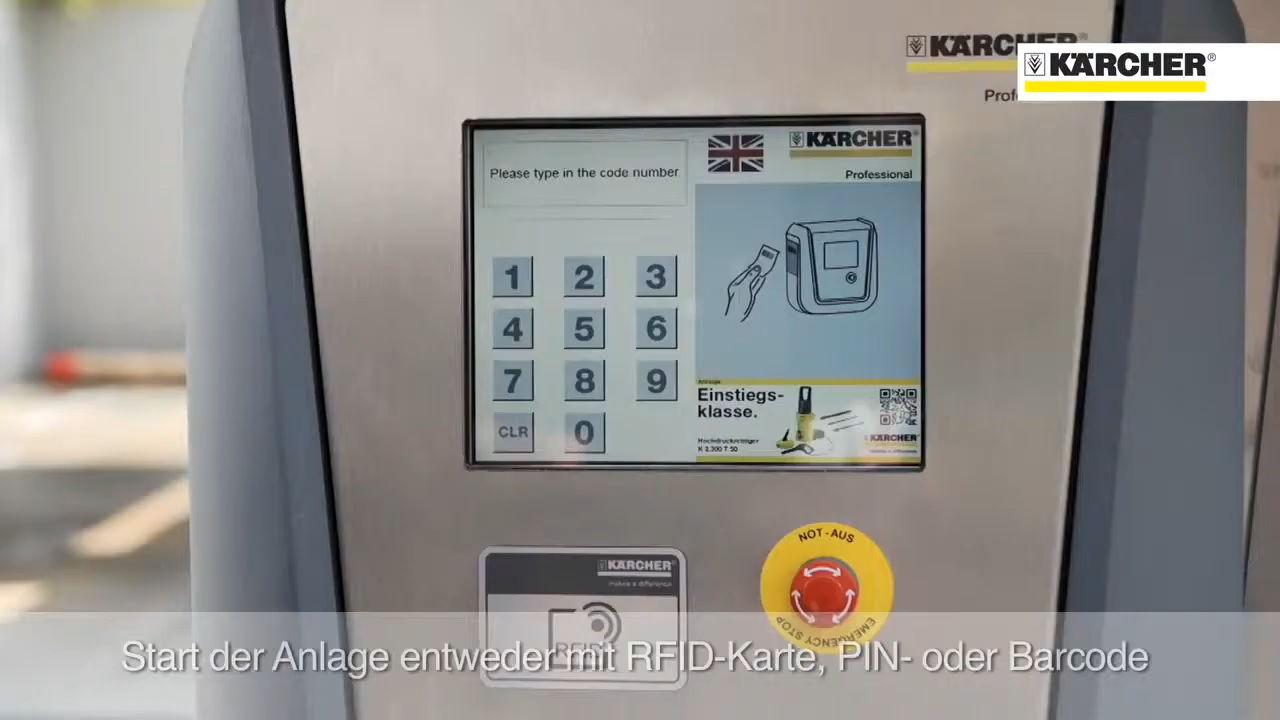 KÄRCHER®
Prof
KÄRCHER®
Please type in the code number
KÄRCHER
Professional
1 2 3
4 5 6
7 8 9
CLR 0
Anzeige
Einstiegs-
klasse.
Hochdruckreiniger
K 2.300 T 50
KÄRCHER
KÄRCHER
makes a difference
RFID
NOT-AUS
EMERGENCY STOP
Start der Anlage entweder mit RFID-Karte, PIN- oder Barcode